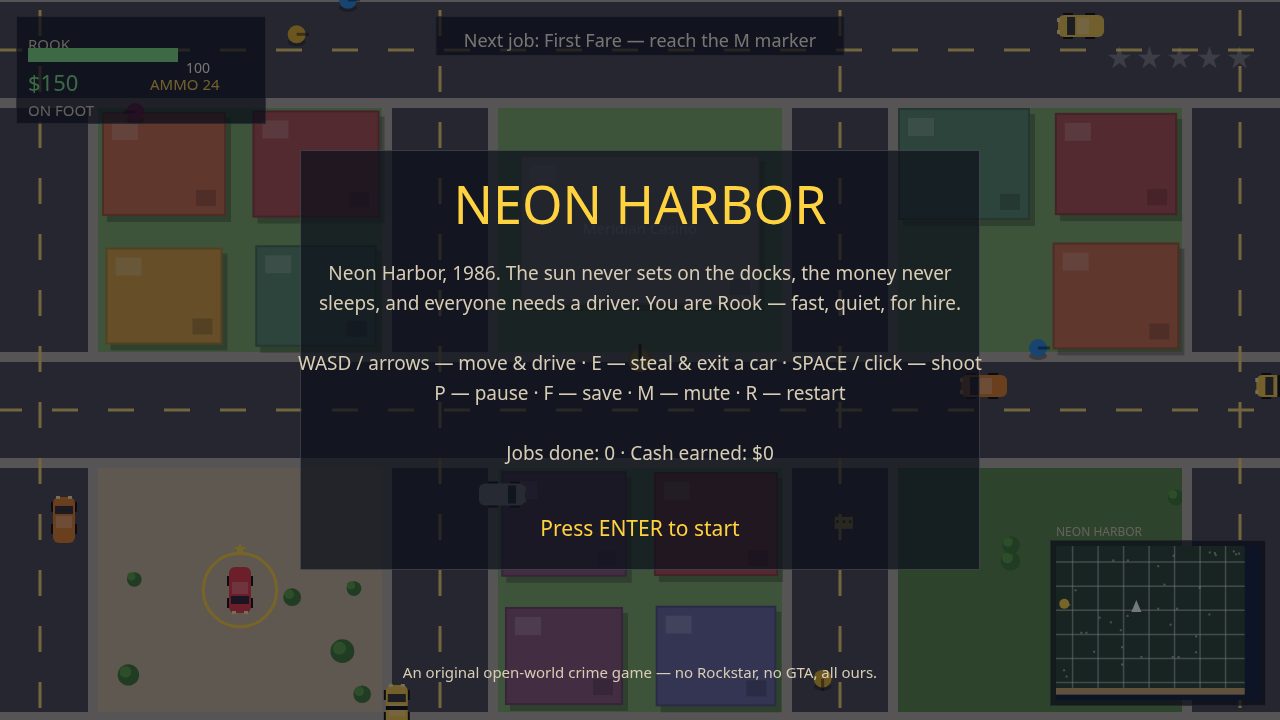 ROOK
100
$150
AMMO 24
ON FOOT
Next job: First Fare — reach the M marker
NEON HARBOR
Meridian Casino
Neon Harbor, 1986. The sun never sets on the docks, the money never
sleeps, and everyone needs a driver. You are Rook — fast, quiet, for hire.
WASD / arrows — move & drive · E — steal & exit a car · SPACE / click — shoot
P — pause · F — save · M — mute · R — restart
Jobs done: 0 · Cash earned: $0
Press ENTER to start
NEON HARBOR
An original open-world crime game — no Rockstar, no GTA, all ours.